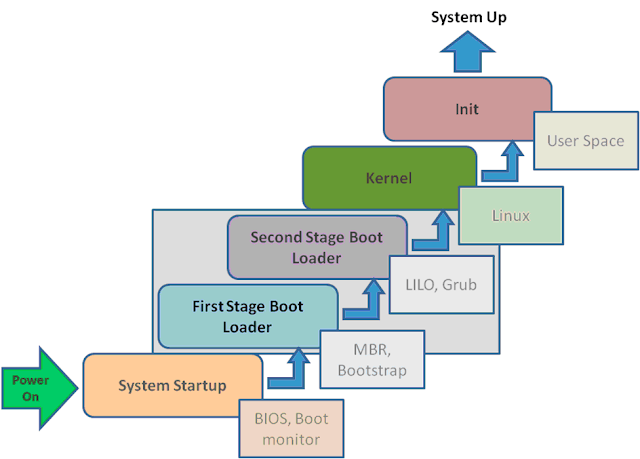 System Up
Init
User Space
Kernel
Linux
Second Stage Boot
Loader
LILO, Grub
First Stage Boot
Loader
MBR,
Bootstrap
Power
On
System Startup
BIOS, Boot
monitor